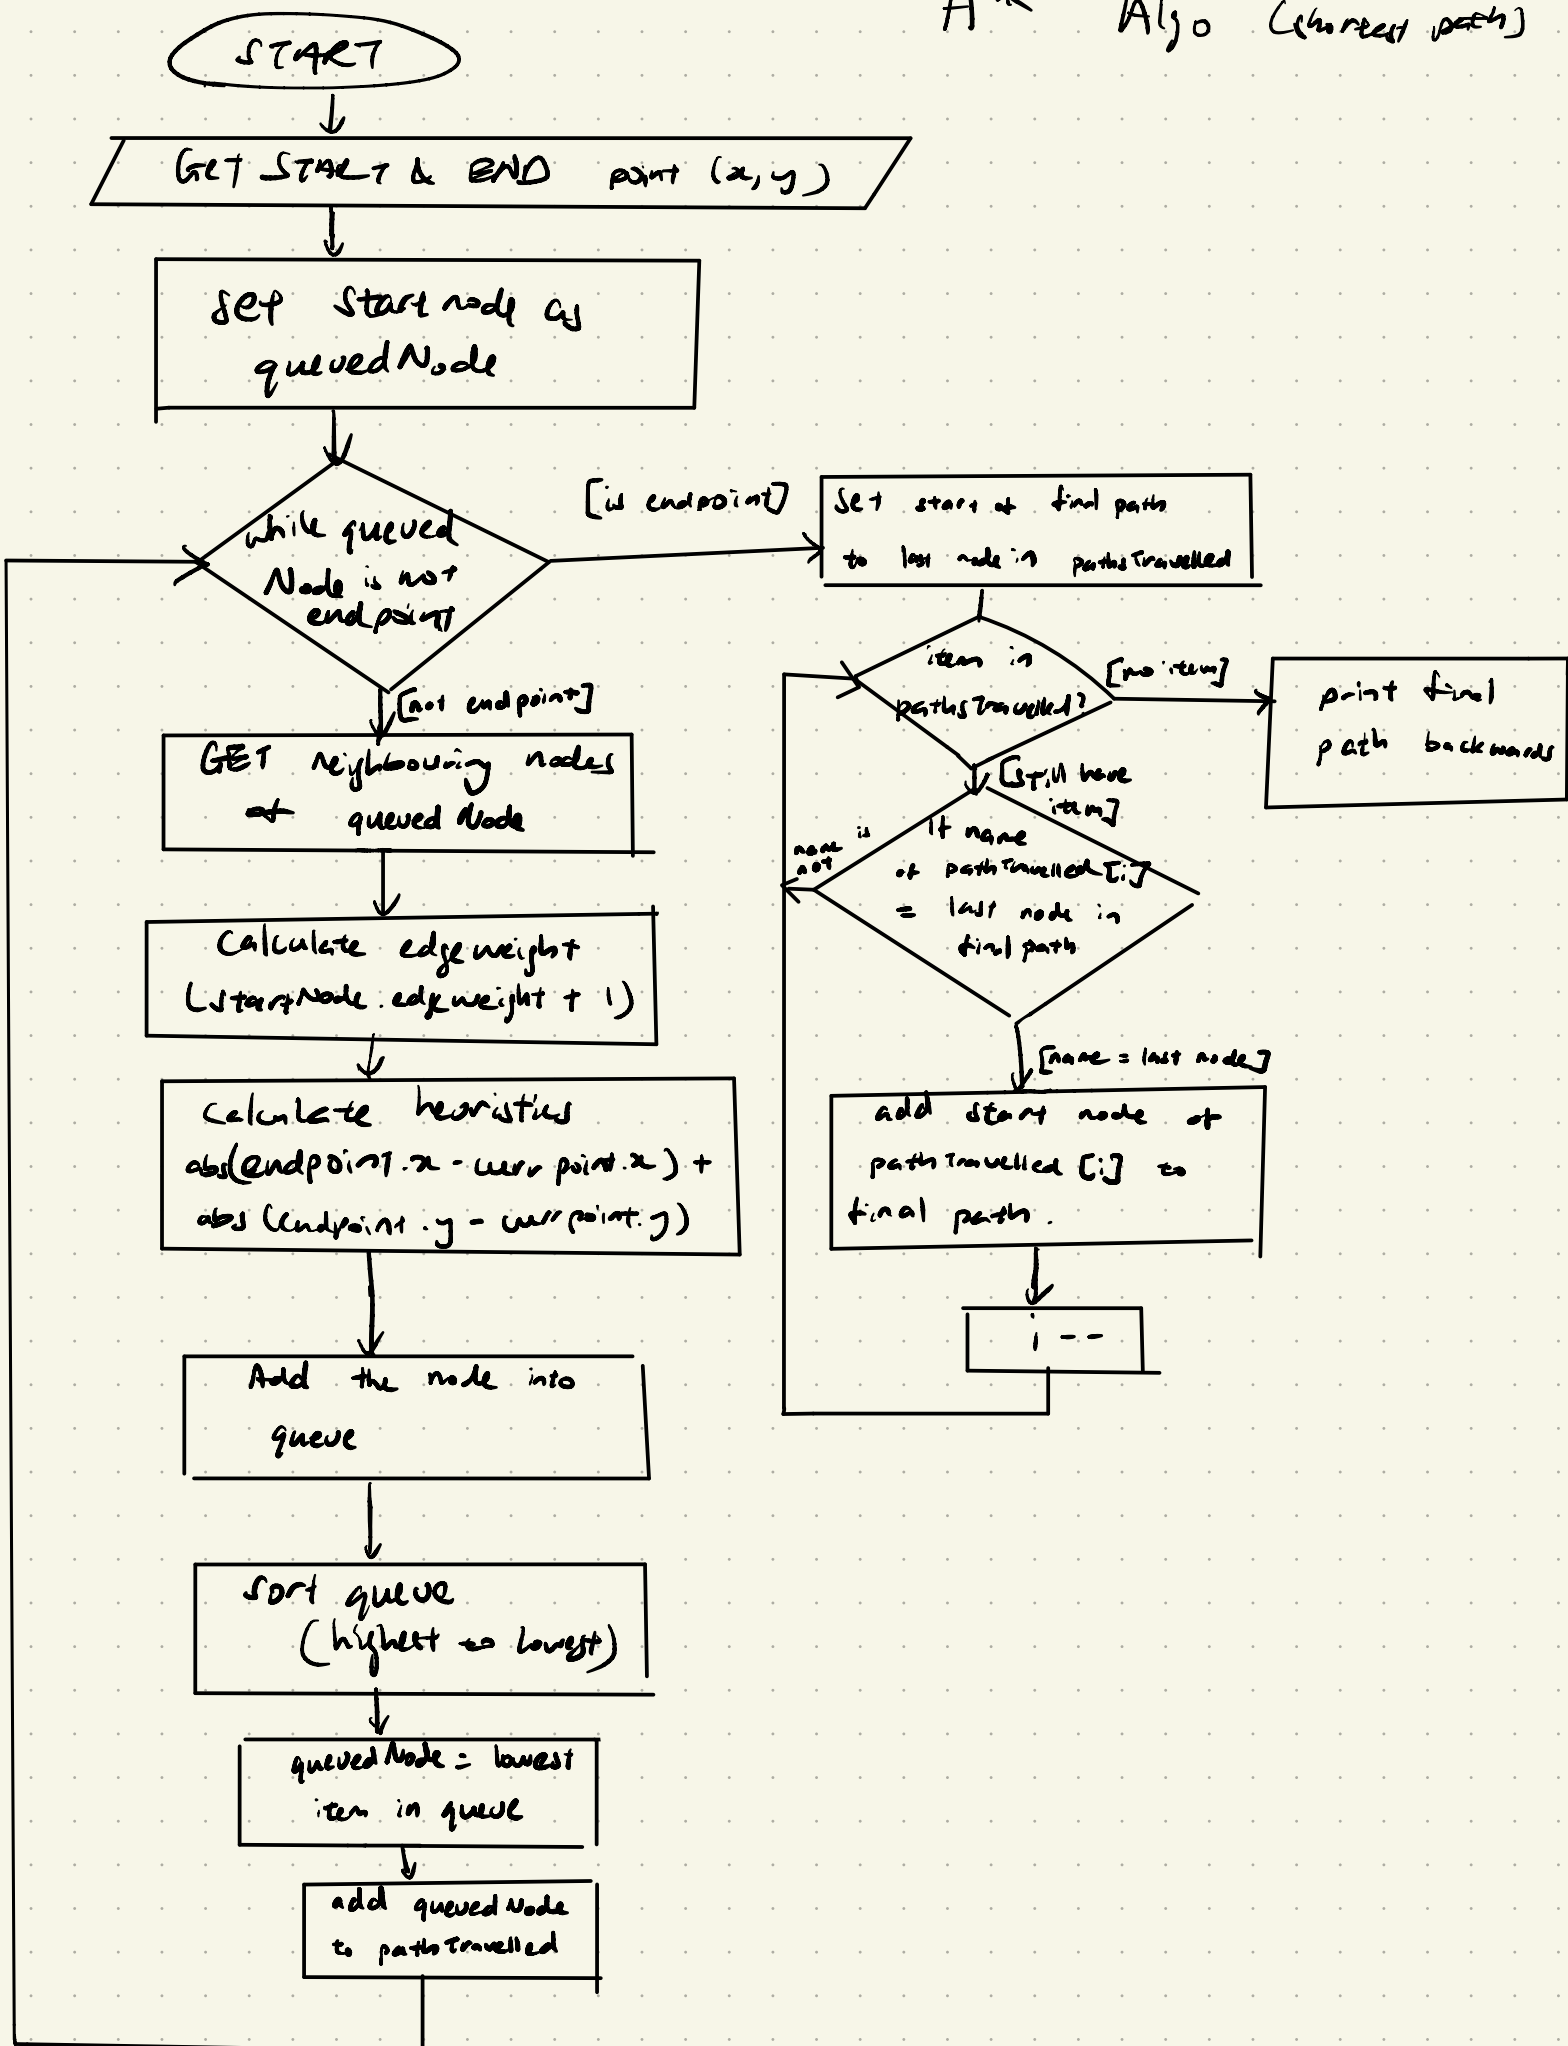 A* Algo (shortest path)
START
GET START & END point (x, y)
set start node as
queuedNode
while queued
Node is not
endpoint
[is endpoint]
[not endpoint]
GET neighbouring nodes
of queued Node
Calculate edgeweight
(startNode.edgeweight + 1)
Calculate heuristics
abs(endpoint.x - curr point.x) +
abs (endpoint.y - curr point.y)
Add the node into
queue
sort queue
(highest to lowest)
queuedNode = lowest
item in queue
add queuedNode
to pathsTravelled
Set start of final path
to last node in pathsTravelled
item in
pathsTravelled?
[no item]
print final
path backwards
[still have
item]
name is
not
If name
of pathTravelled[i]
= last node in
final path
[name = last node]
add start node of
pathTravelled [i] to
final path.
i --